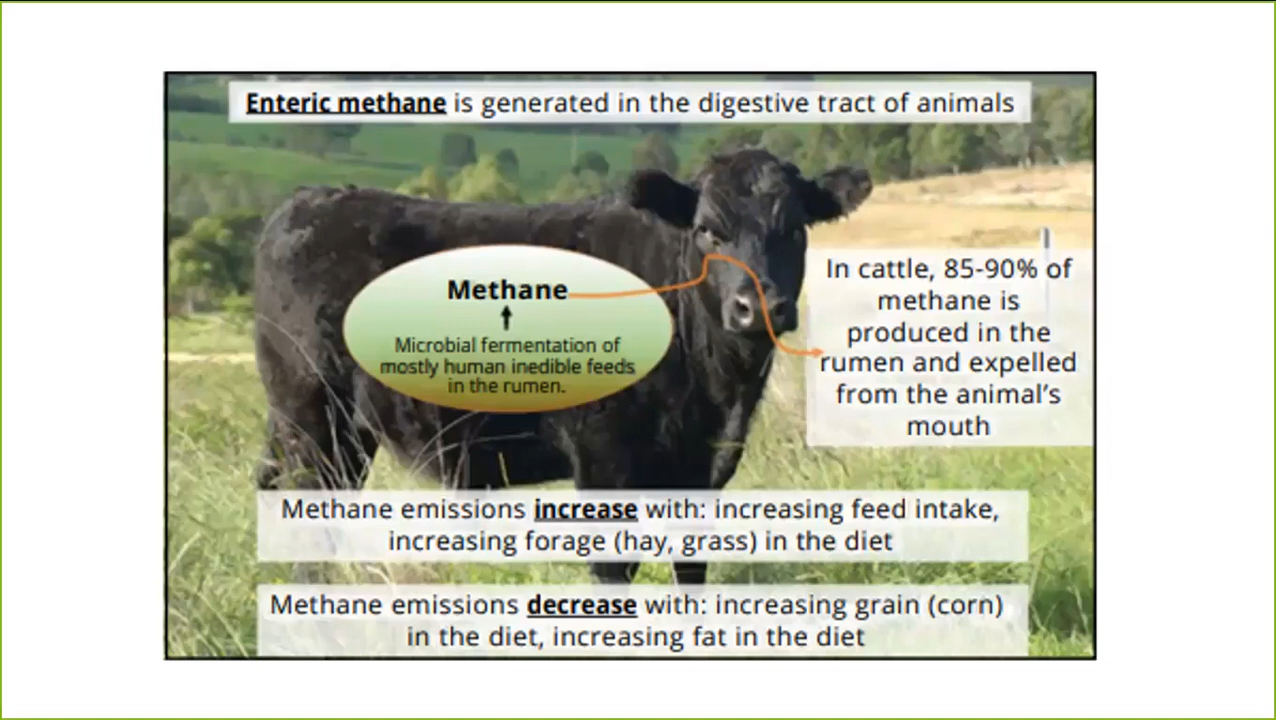 Enteric methane is generated in the digestive tract of animals
Methane
Microbial fermentation of
mostly human inedible feeds
in the rumen.
In cattle, 85-90% of
methane is
produced in the
rumen and expelled
from the animal’s
mouth
Methane emissions increase with: increasing feed intake,
increasing forage (hay, grass) in the diet
Methane emissions decrease with: increasing grain (corn)
in the diet, increasing fat in the diet